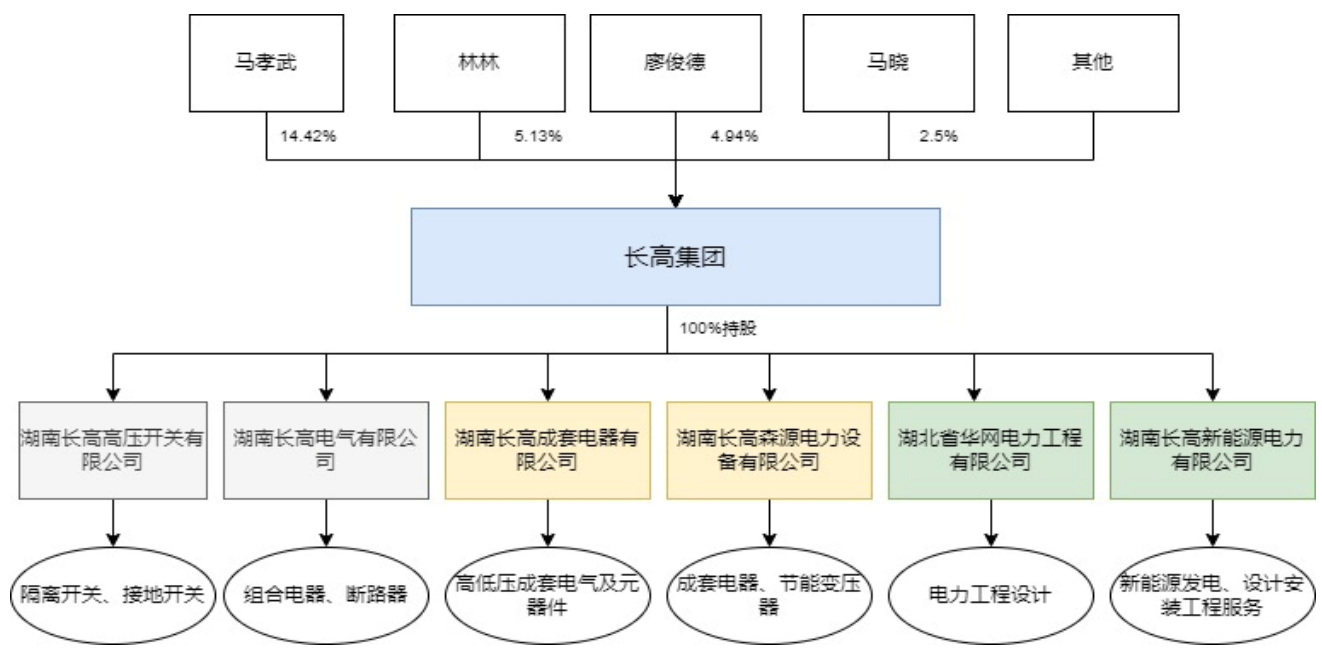 马孝武
林林
廖俊德
马晓
其他
14.42%
5.13%
4.94%
2.5%
长高集团
100%持股
湖南长高高压开关有
限公司
湖南长高电气有限公
司
湖南长高成套电器有
限公司
湖南长高森源电力设
备有限公司
湖北省华网电力工程
有限公司
湖南长高新能源电力
有限公司
隔离开关、接地开关
组合电器、断路器
高低压成套电气及元
器件
成套电器、节能变压
器
电力工程设计
新能源发电、设计安
装工程服务